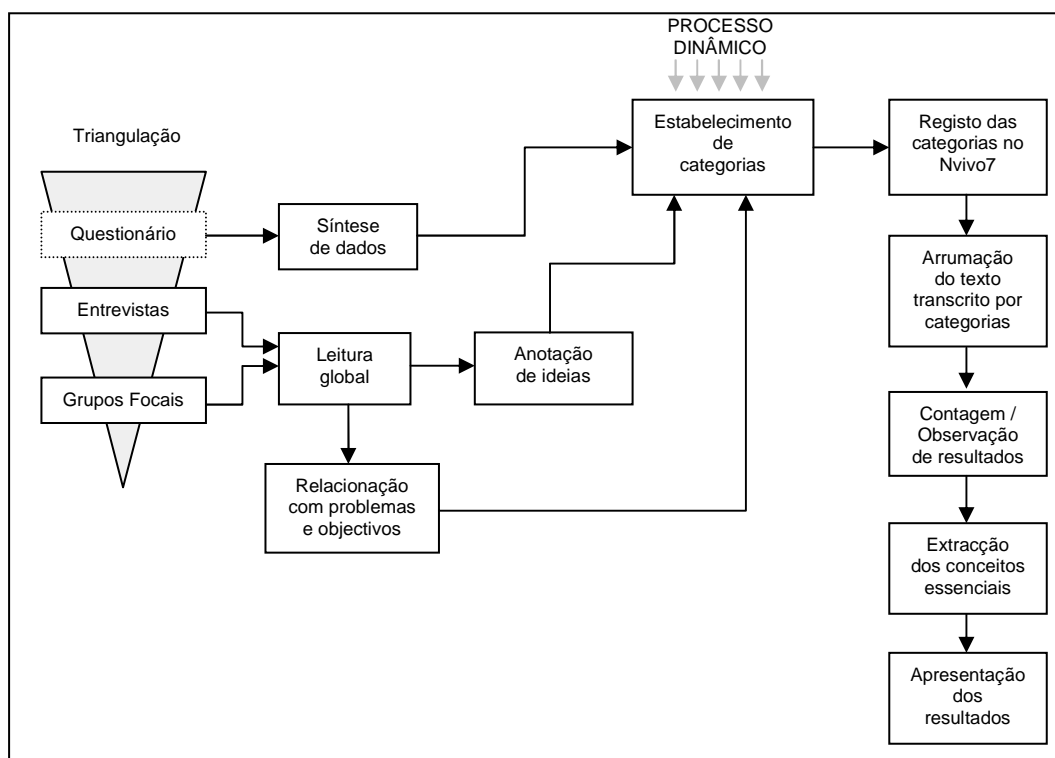 PROCESSO
DINÂMICO
Triangulação
Questionário
Entrevistas
Grupos Focais
Síntese
de dados
Leitura
global
Anotação
de ideias
Relacionação
com problemas
e objectivos
Estabelecimento
de
categorias
Registo das
categorias no
Nvivo7
Arrumação
do texto
transcrito por
categorias
Contagem /
Observação
de resultados
Extracção
dos conceitos
essenciais
Apresentação
dos
resultados